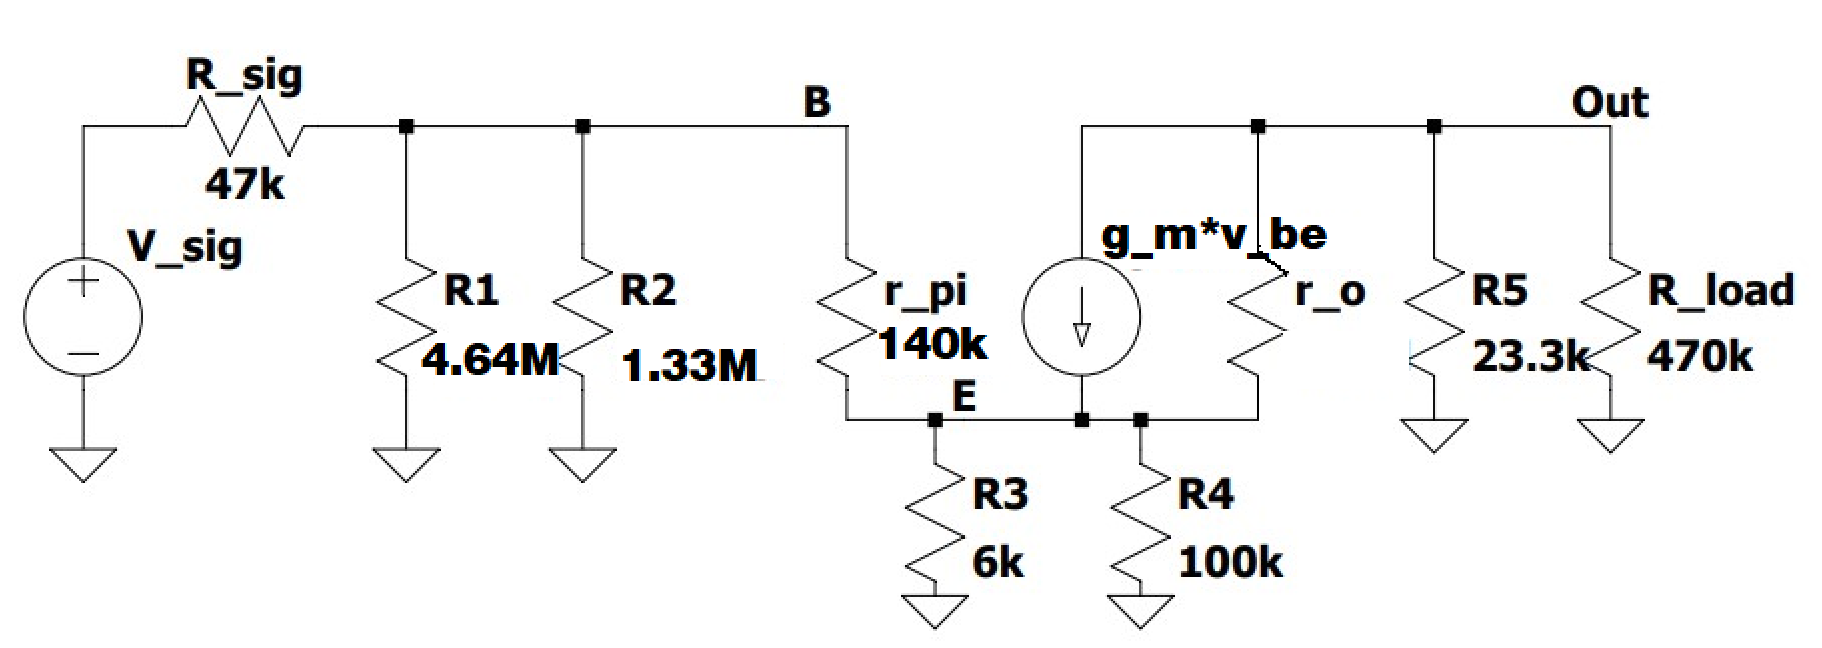 R_sig
47k
V_sig
+
R1
4.64M
R2
1.33M
B
r_pi
140k
E
g_m*v_be
r_o
R3
6k
R4
100k
Out
R5
23.3k
R_load
470k